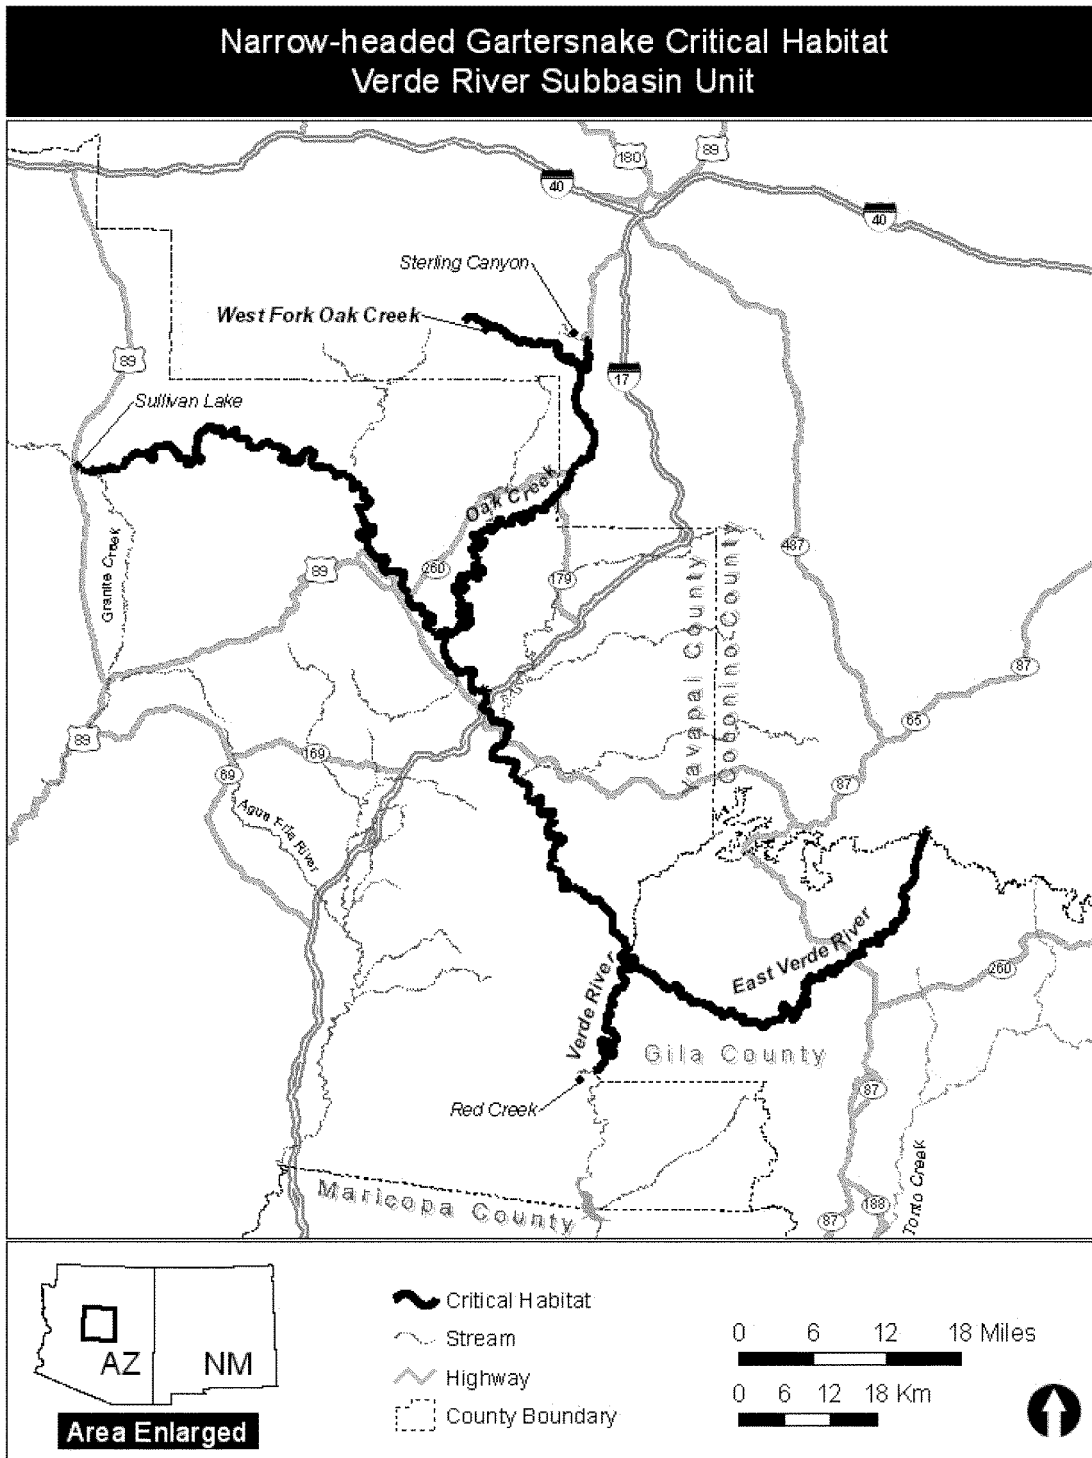 Narrow-headed Gartersnake Critical Habitat
Verde River Subbasin Unit
180
89
40
40
Sterling Canyon
West Fork Oak Creek
89
17
Sullivan Lake
Oak Creek
Granite Creek
487
89
260
179
Yavapai County
Coconino County
87
89
65
169
69
87
Agua Fria River
East Verde River
260
Verde River
Gila County
87
Red Creek
Tonto Creek
Maricopa County
188
87
AZ
NM
Area Enlarged
Critical Habitat
Stream
Highway
County Boundary
0 6 12 18 Miles
0 6 12 18 Km